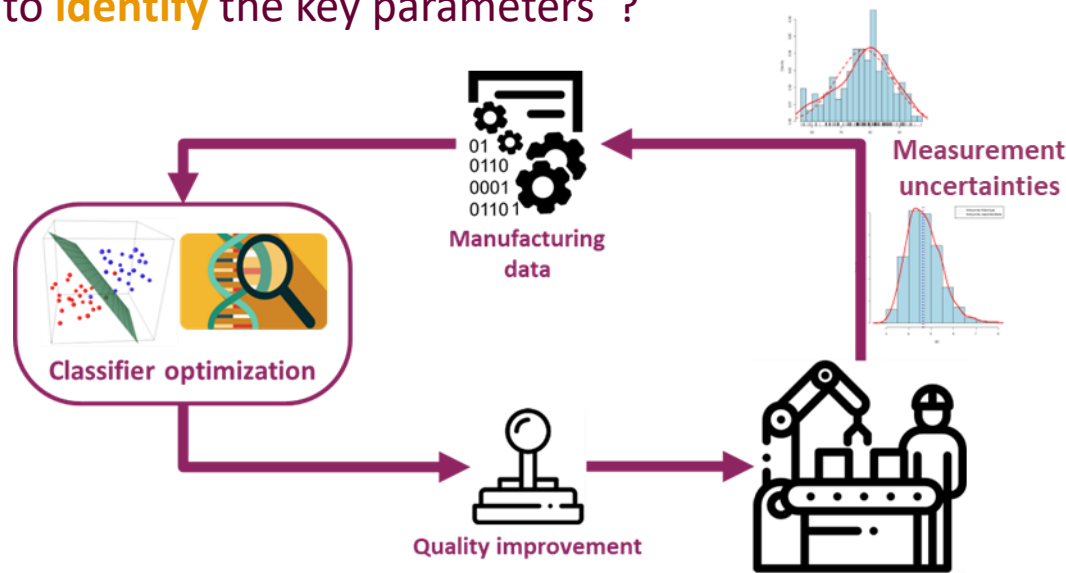 to identify the key parameters ?
01
0110
0001
01101
Manufacturing
data
Measurement
uncertainties
Classifier optimization
Quality improvement